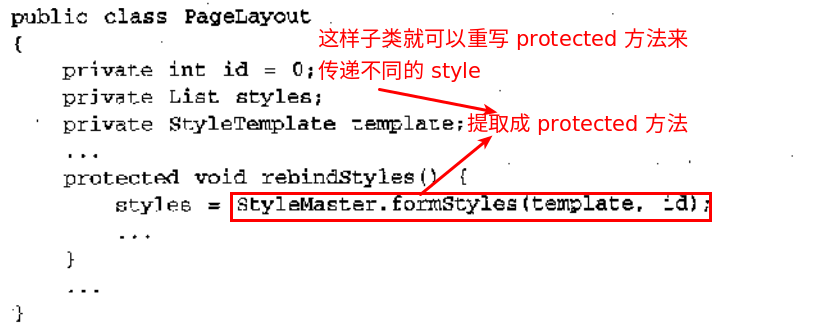 public class PageLayout
{
这样子类就可以重写 protected 方法来
private int id = 0;
传递不同的 style
private List styles;
private StyleTemplate template;
提取成 protected 方法
...
protected void rebindStyles() {
styles = StyleMaster.formStyles(template, id);
...
}
...
}